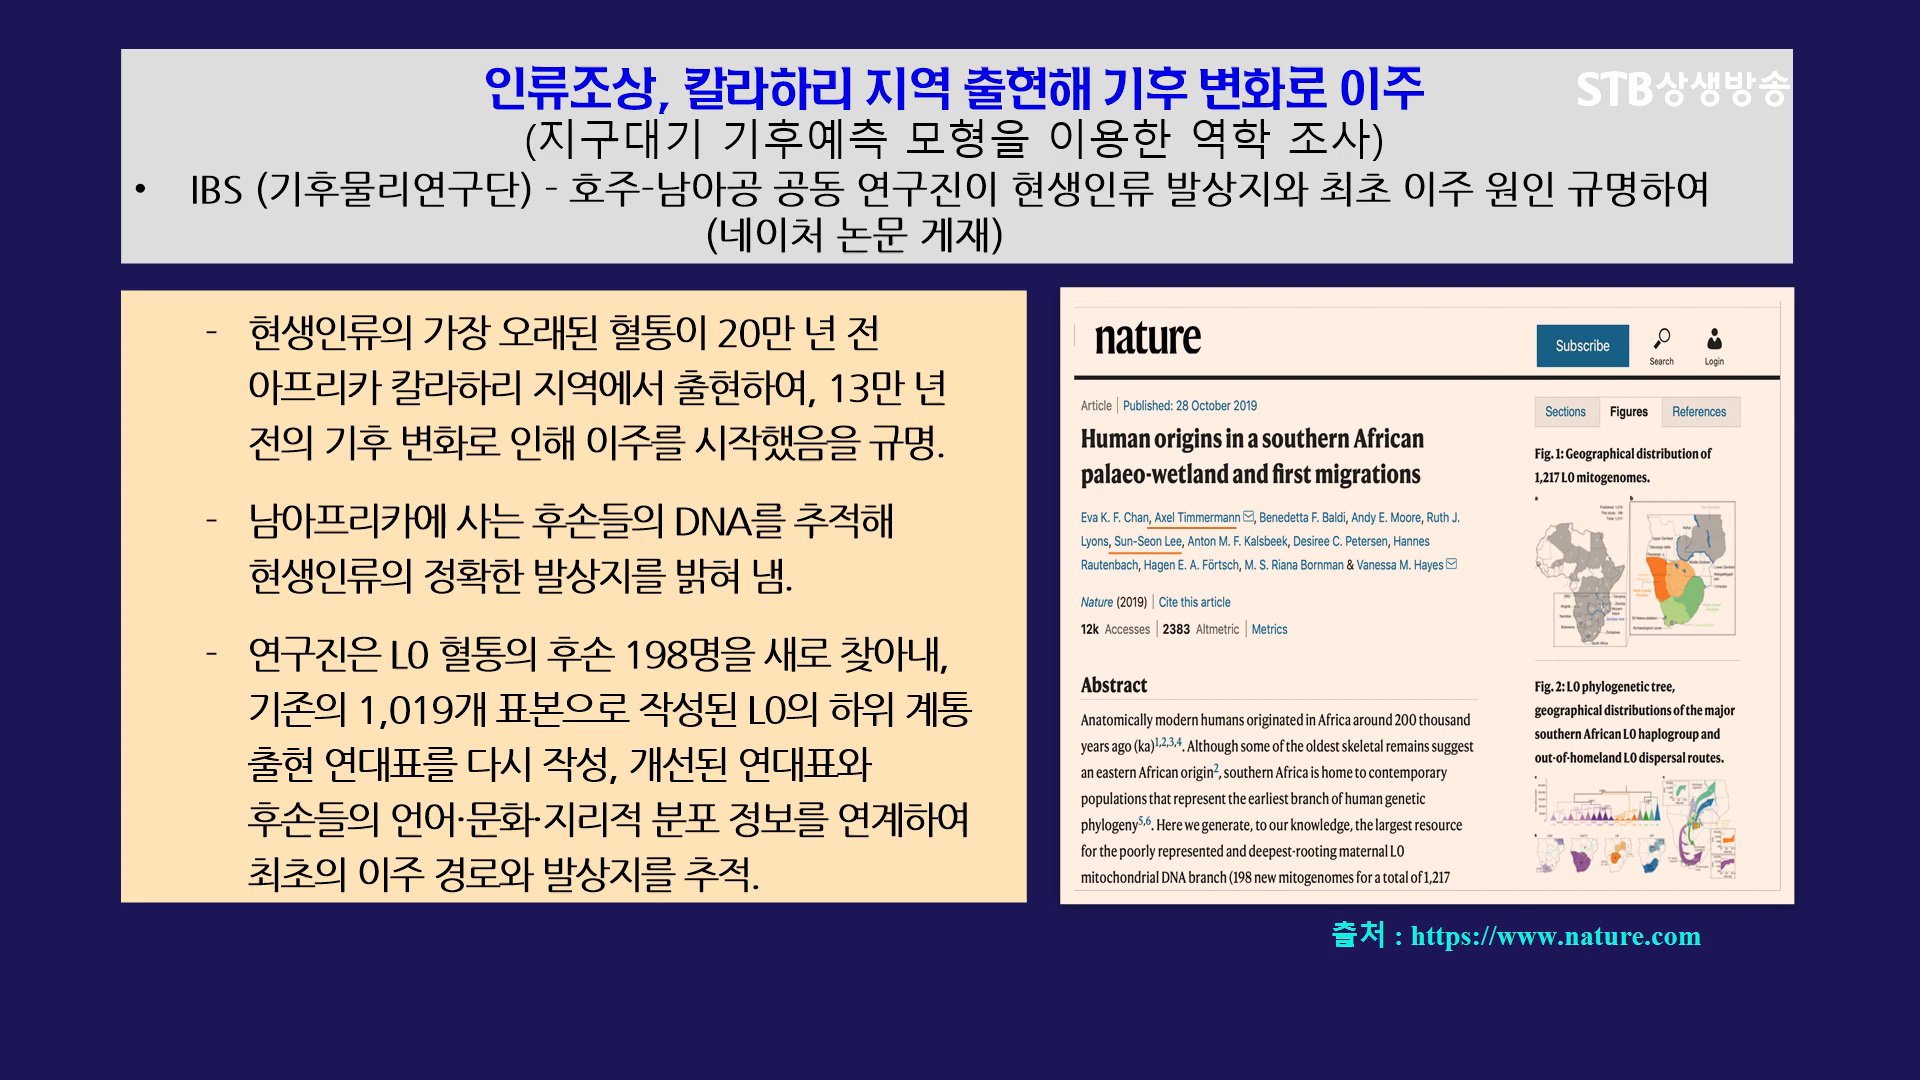 인류조상, 칼라하리 지역 출현해 기후 변화로 이주
STB상생방송
(지구대기 기후예측 모형을 이용한 역학 조사)
• IBS (기후물리연구단) - 호주-남아공 공동 연구진이 현생인류 발상지와 최초 이주 원인 규명하여
(네이처 논문 게재)
- 현생인류의 가장 오래된 혈통이 20만 년 전
아프리카 칼라하리 지역에서 출현하여, 13만 년
전의 기후 변화로 인해 이주를 시작했음을 규명.
- 남아프리카에 사는 후손들의 DNA를 추적해
현생인류의 정확한 발상지를 밝혀 냄.
- 연구진은 L0 혈통의 후손 198명을 새로 찾아내,
기존의 1,019개 표본으로 작성된 L0의 하위 계통
출현 연대표를 다시 작성, 개선된 연대표와
후손들의 언어·문화·지리적 분포 정보를 연계하여
최초의 이주 경로와 발상지를 추적.
nature
Subscribe
Search
Login
Article | Published: 28 October 2019
Human origins in a southern African
palaeo-wetland and first migrations
Eva K. F. Chan, Axel Timmermann, Benedetta F. Baldi, Andy E. Moore, Ruth J.
Lyons, Sun-Seon Lee, Anton M. F. Kalsbeek, Desiree C. Petersen, Hannes
Rautenbach, Hagen E. A. Förtsch, M. S. Riana Bornman & Vanessa M. Hayes
Nature (2019) | Cite this article
12k Accesses | 2383 Altmetric | Metrics
Abstract
Anatomically modern humans originated in Africa around 200 thousand
years ago (ka)1,2,3,4. Although some of the oldest skeletal remains suggest
an eastern African origin2, southern Africa is home to contemporary
populations that represent the earliest branch of human genetic
phylogeny5,6. Here we generate, to our knowledge, the largest resource
for the poorly represented and deepest-rooting maternal L0
mitochondrial DNA branch (198 new mitogenomes for a total of 1,217
Sections
Figures
References
Fig. 1: Geographical distribution of
1,217 L0 mitogenomes.
Fig. 2: L0 phylogenetic tree,
geographical distributions of the major
southern African L0 haplogroup and
out-of-homeland L0 dispersal routes.
출처 : https://www.nature.com